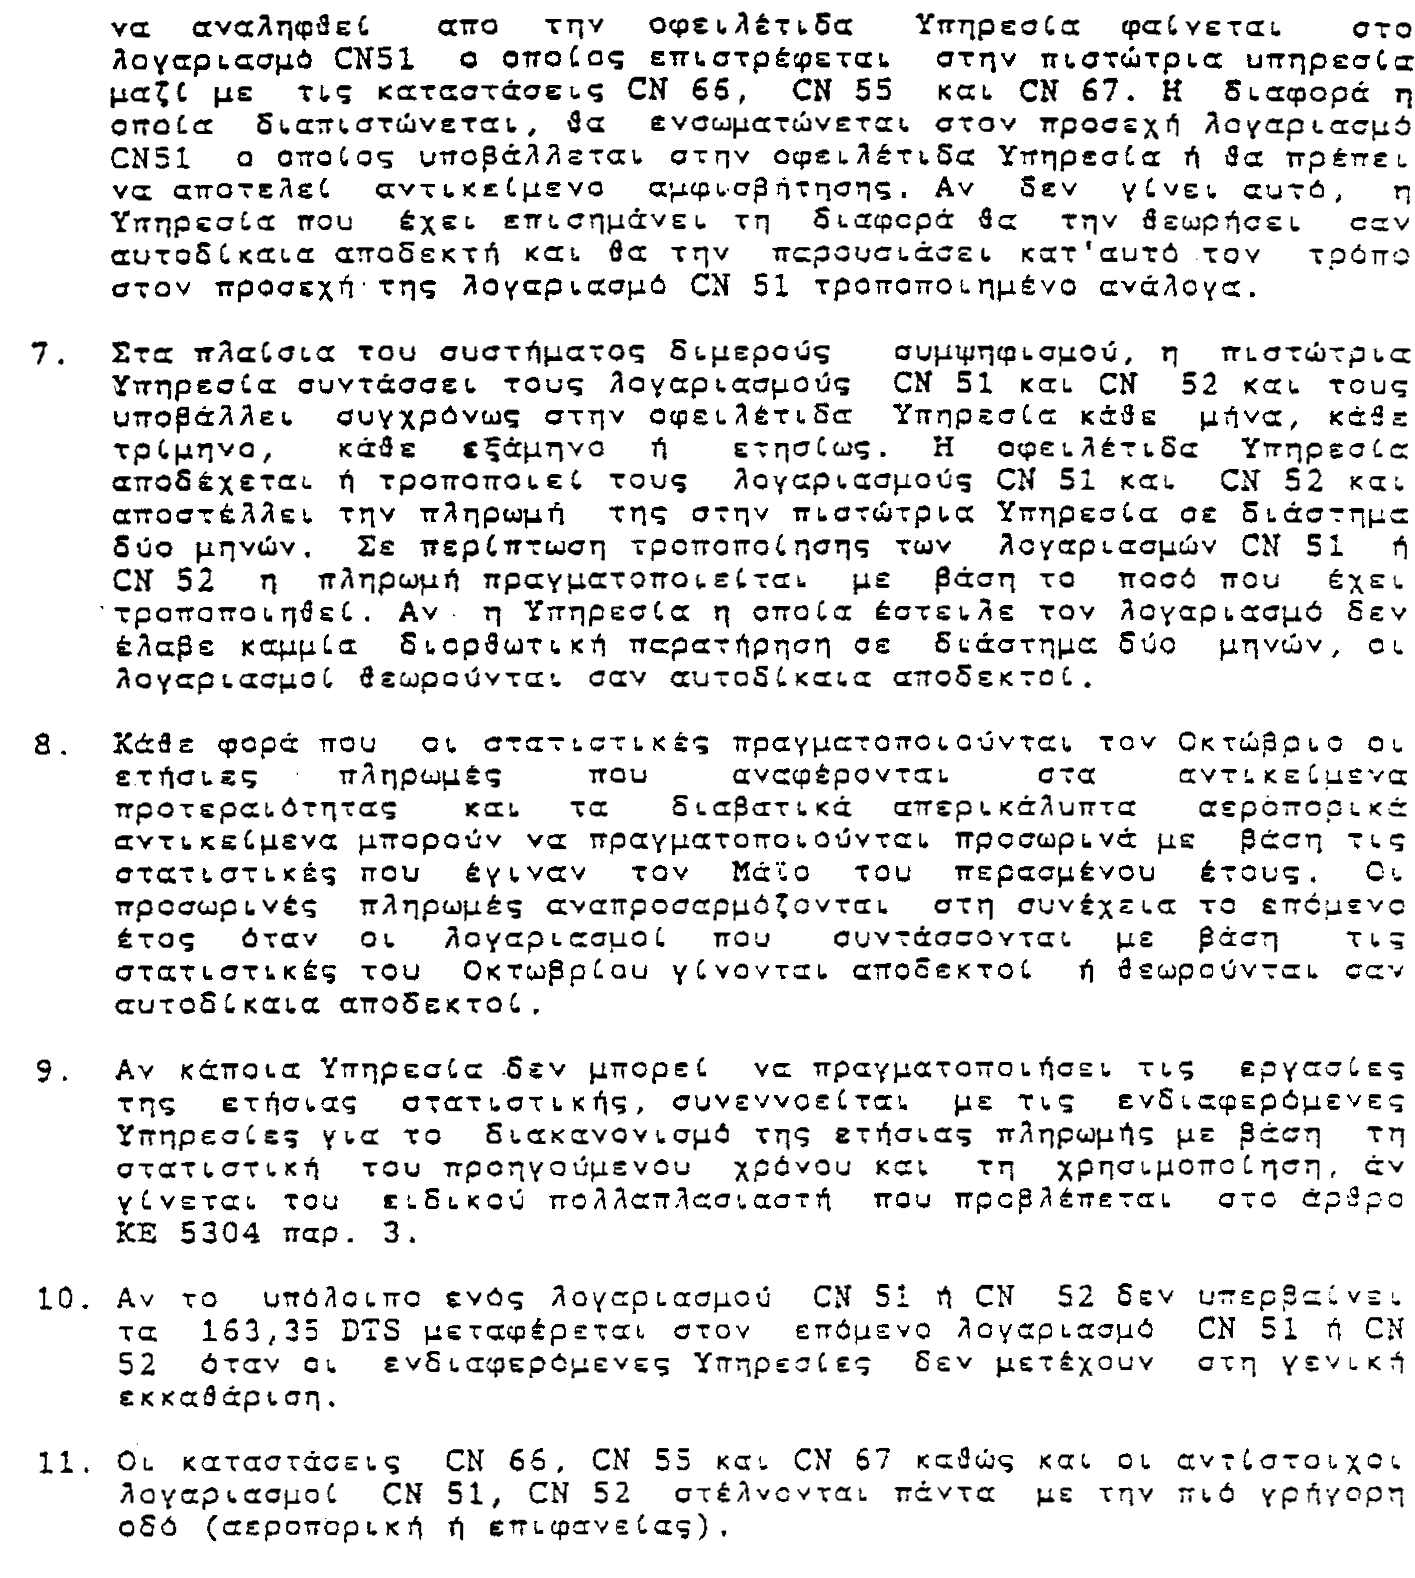 να αναληφθεί απο την οφειλέτιδα Υπηρεσία φαίνεται στο
λογαριασμό CN51 ο οποίος επιστρέφεται στην πιστώτρια υπηρεσία
μαζί με τις καταστάσεις CN 66, CN 55 και CN 67. Η διαφορά η
οποία διαπιστώνεται, θα ενσωματώνεται στον προσεχή λογαριασμό
CN51 ο οποίος υποβάλλεται στην οφειλέτιδα Υπηρεσία ή θα πρέπει
να αποτελεί αντικείμενο αμφισβήτησης. Αν δεν γίνει αυτό, η
Υπηρεσία που έχει επισημάνει τη διαφορά θα την θεωρήσει σαν
αυτοδίκαια αποδεκτή και θα την παρουσιάσει κατ'αυτό τον τρόπο
στον προσεχή της λογαριασμό CN 51 τροποποιημένο ανάλογα.
7. Στα πλαίσια του συστήματος διμερούς συμψηφισμού, η πιστώτρια
Υπηρεσία συντάσσει τους λογαριασμούς CN 51 και CN 52 και τους
υποβάλλει συγχρόνως στην οφειλέτιδα Υπηρεσία κάθε μήνα, κάθε
τρίμηνο, κάθε εξάμηνο ή ετησίως. Η οφειλέτιδα Υπηρεσία
αποδέχεται ή τροποποιεί τους λογαριασμούς CN 51 και CN 52 και
αποστέλλει την πληρωμή της στην πιστώτρια Υπηρεσία σε διάστημα
δύο μηνών. Σε περίπτωση τροποποίησης των λογαριασμών CN 51 ή
CN 52 η πληρωμή πραγματοποιείται με βάση το ποσό που έχει
τροποποιηθεί. Αν η Υπηρεσία η οποία έστειλε τον λογαριασμό δεν
έλαβε καμμία διορθωτική παρατήρηση σε διάστημα δύο μηνών, οι
λογαριασμοί θεωρούνται σαν αυτοδίκαια αποδεκτοί.
8. Κάθε φορά που οι στατιστικές πραγματοποιούνται τον Οκτώβριο οι
ετήσιες πληρωμές που αναφέρονται στα αντικείμενα
προτεραιότητας και τα διαβατικά απερικάλυπτα αεροπορικά
αντικείμενα μπορούν να πραγματοποιούνται προσωρινά με βάση τις
στατιστικές που έγιναν τον Μάϊο του περασμένου έτους. Οι
προσωρινές πληρωμές αναπροσαρμόζονται στη συνέχεια το επόμενο
έτος όταν οι λογαριασμοί που συντάσσονται με βάση τις
στατιστικές του Οκτωβρίου γίνονται αποδεκτοί ή θεωρούνται σαν
αυτοδίκαια αποδεκτοί.
9. Αν κάποια Υπηρεσία δεν μπορεί να πραγματοποιήσει τις εργασίες
της ετήσιας στατιστικής, συνεννοείται με τις ενδιαφερόμενες
Υπηρεσίες για το διακανονισμό της ετήσιας πληρωμής με βάση τη
στατιστική του προηγούμενου χρόνου και τη χρησιμοποίηση, άν
γίνεται του ειδικού πολλαπλασιαστή που προβλέπεται στο άρθρο
ΚΕ 5304 παρ. 3.
10. Αν το υπόλοιπο ενός λογαριασμού CN 51 ή CN 52 δεν υπερβαίνει
τα 163,35 DTS μεταφέρεται στον επόμενο λογαριασμό CN 51 ή CN
52 όταν οι ενδιαφερόμενες Υπηρεσίες δεν μετέχουν στη γενική
εκκαθάριση.
11. Οι καταστάσεις CN 66, CN 55 και CN 67 καθώς και οι αντίστοιχοι
λογαριασμοί CN 51, CN 52 στέλνονται πάντα με την πιό γρήγορη
οδό (αεροπορική ή επιφανείας).